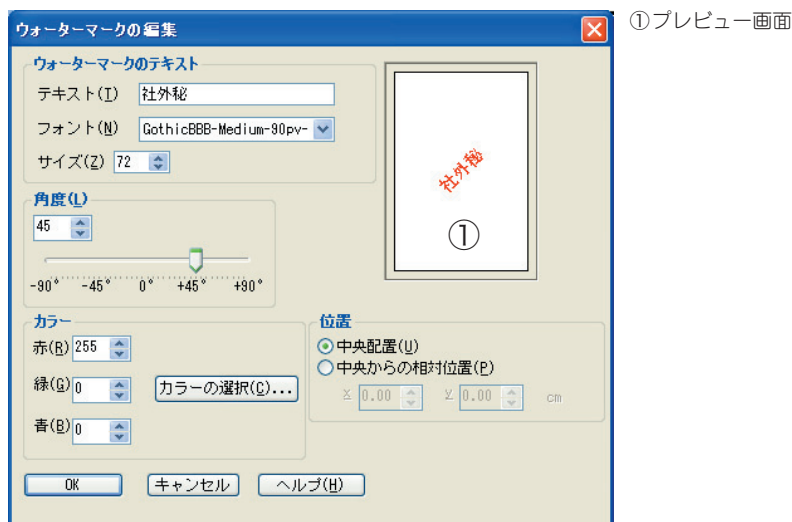 ウォーターマークの編集
①プレビュー画面
ウォーターマークのテキスト
テキスト(T) 社外秘
フォント(N) GothicBBB-Medium-90pv-
サイズ(Z) 72
社外秘
①
角度(L)
45
-90° -45° 0° +45° +90°
カラー
赤(R) 255
緑(G) 0
カラーの選択(C)...
青(B) 0
位置
中央配置(U)
中央からの相対位置(P)
X 0.00 Y 0.00 cm
OK キャンセル ヘルプ(H)